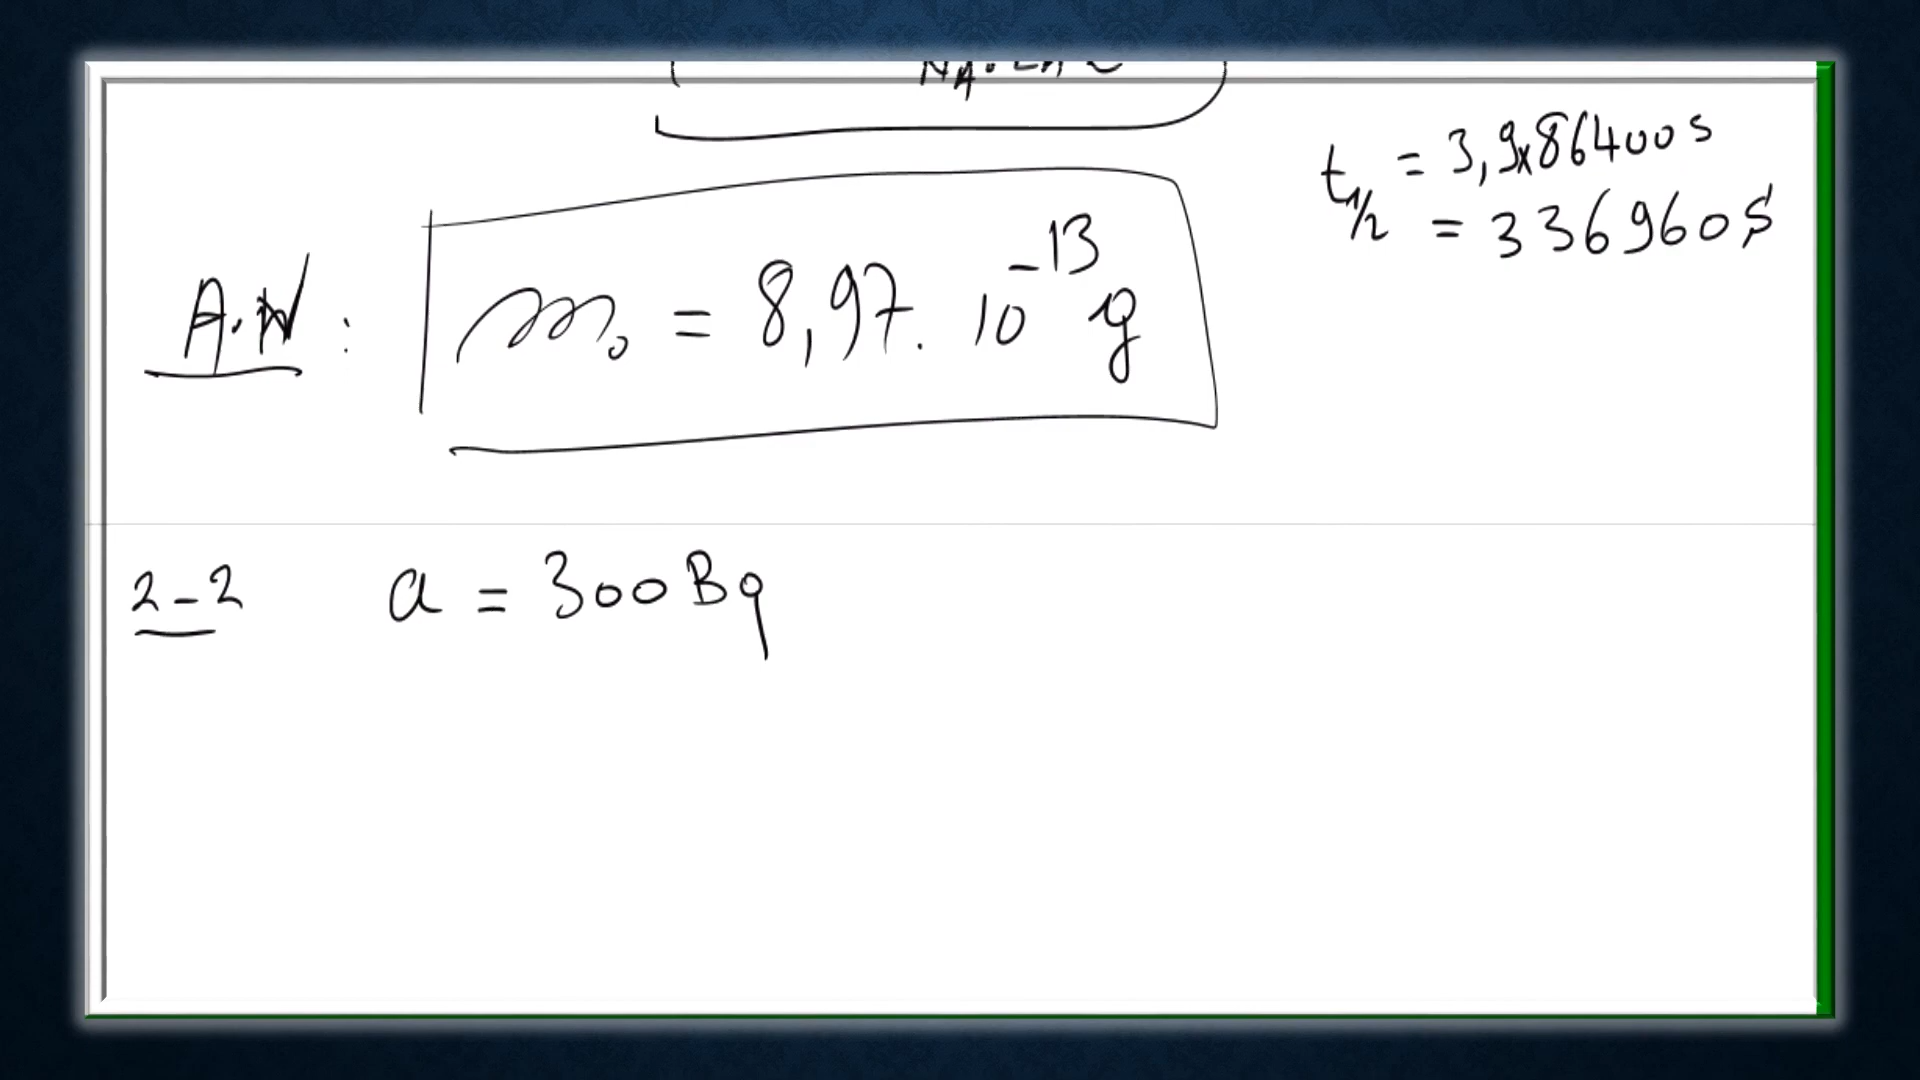 t1/2 = 3,9x86400 s
= 336960 s
A.N : m₀ = 8,97. 10⁻¹³ g
2-2 a = 300 Bq